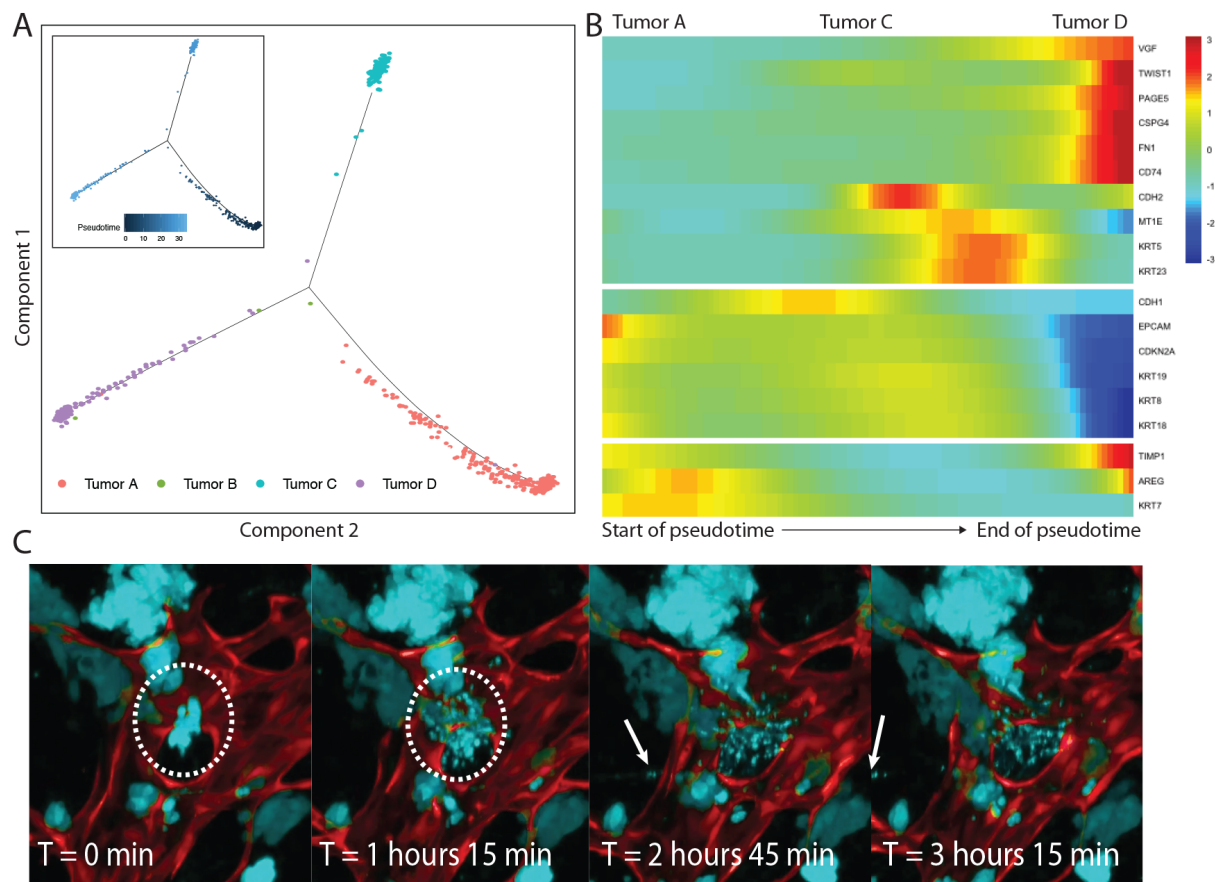 A
Pseudotime
0 10 20 30
Component 1
Tumor A Tumor B Tumor C Tumor D
Component 2
B
Tumor A Tumor C Tumor D
VGF
TWIST1
PAGE5
CSPG4
FN1
CD74
CDH2
MT1E
KRT5
KRT23
CDH1
EPCAM
CDKN2A
KRT19
KRT8
KRT18
TIMP1
AREG
KRT7
3
2
1
0
-1
-2
-3
Start of pseudotime End of pseudotime
C
T = 0 min
T = 1 hours 15 min
T = 2 hours 45 min
T = 3 hours 15 min